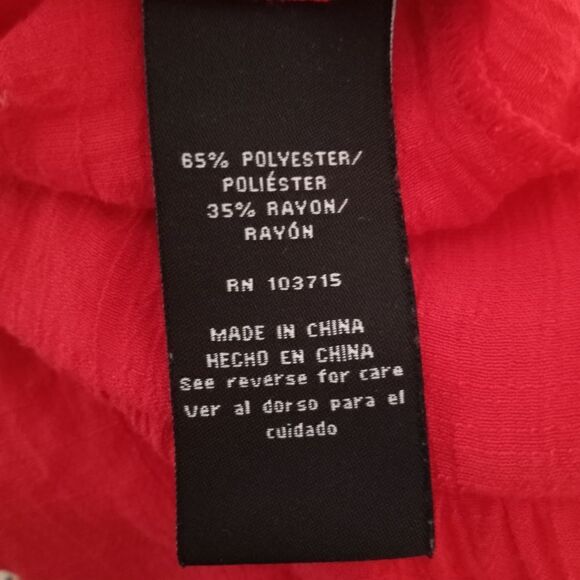 65% POLYESTER/
POLIÉSTER
35% RAYON/
RAYÓN
RN 103715
MADE IN CHINA
HECHO EN CHINA
See reverse for care
Ver al dorso para el
cuidado